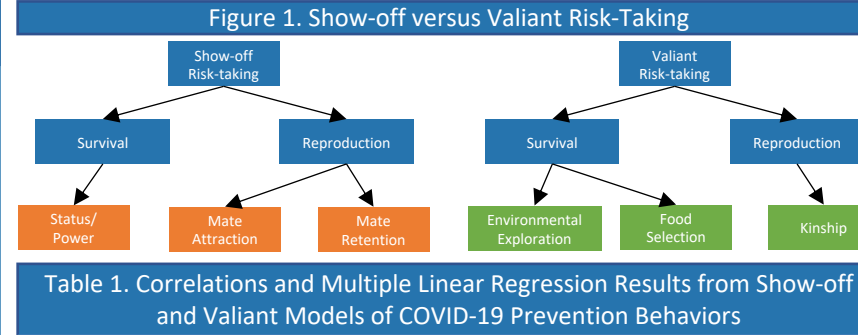 Figure 1. Show-off versus Valiant Risk-Taking
Show-off
Risk-taking
Valiant
Risk-taking
Survival
Reproduction
Survival
Reproduction
Status/
Power
Mate
Attraction
Mate
Retention
Environmental
Exploration
Food
Selection
Kinship
Table 1. Correlations and Multiple Linear Regression Results from Show-off
and Valiant Models of COVID-19 Prevention Behaviors